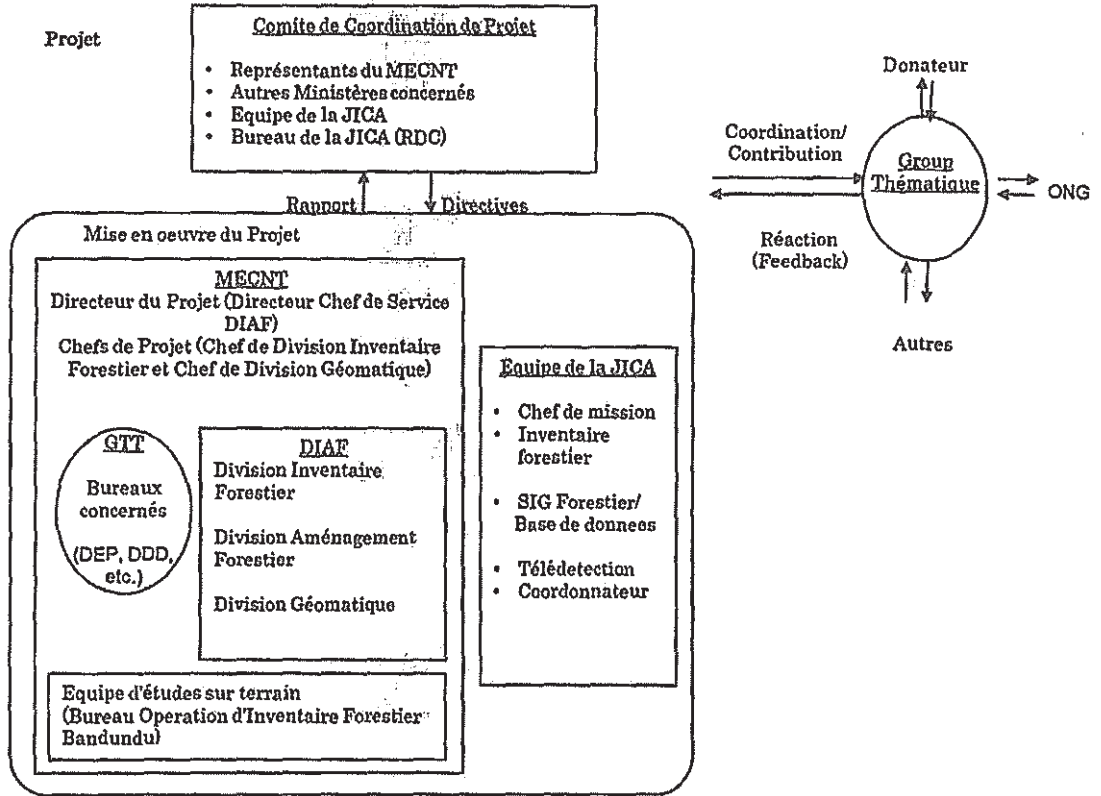 Projet
Comite de Coordination de Projet
• Représentants du MECNT
• Autres Ministères concernés
• Equipe de la JICA
• Bureau de la JICA (RDC)
Rapport
Directives
Mise en oeuvre du Projet
MECNT
Directeur du Projet (Directeur Chef de Service
DIAF)
Chefs de Projet (Chef de Division Inventaire
Forestier et Chef de Division Géomatique)
GTT
Bureaux
concernés
(DEP, DDD,
etc.)
DIAF
Division Inventaire
Forestier
Division Aménagement
Forestier
Division Géomatique
Equipe d'études sur terrain
(Bureau Operation d'Inventaire Forestier
Bandundu)
Equipe de la JICA
• Chef de mission
• Inventaire
forestier
• SIG Forestier/
Base de donnees
• Télédetection
• Coordonnateur
Donateur
Coordination/
Contribution
Group
Thématique
ONG
Réaction
(Feedback)
Autres